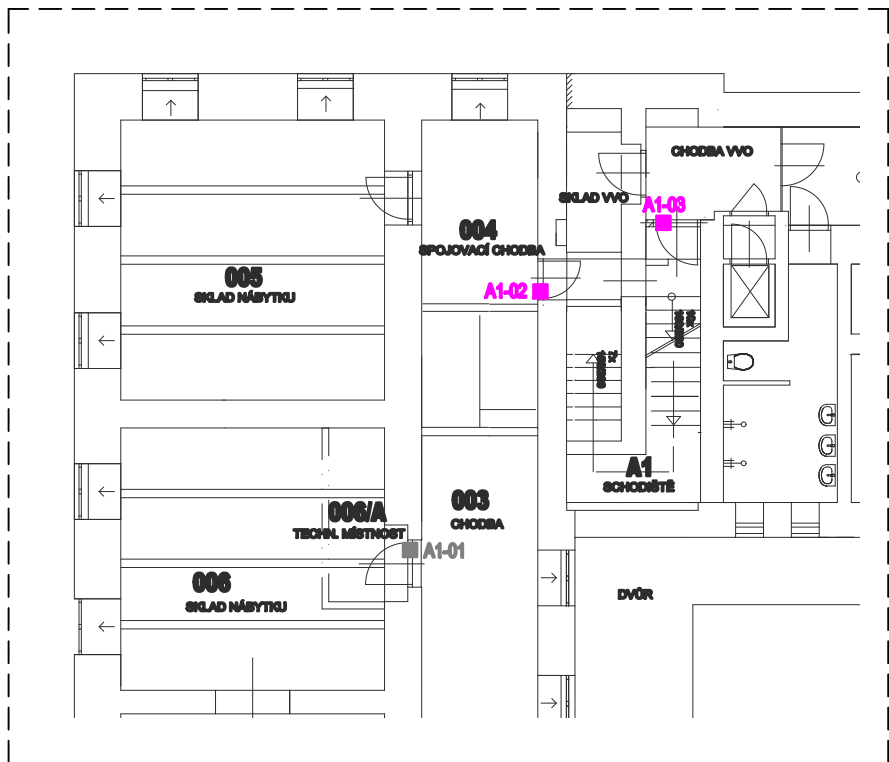 CHODBA VVO
SKLAD VVO
A1-03
004
SPOJOVACÍ CHODBA
005
SKLAD NÁBYTKU
A1-02
A1
SCHODIŠTĚ
003
CHODBA
006/A
TECHN. MÍSTNOST
A1-01
006
SKLAD NÁBYTKU
DVŮR